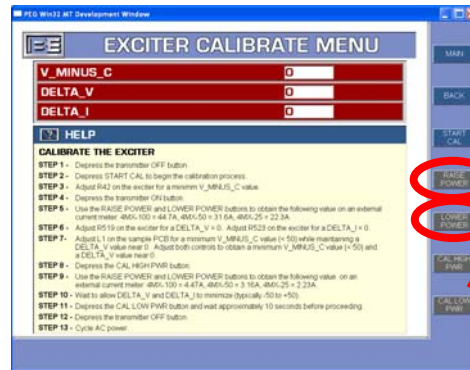 PEG Win32 MT Development Window
EXCITER CALIBRATE MENU
V_MINUS_C 0
DELTA_V 0
DELTA_I 0
HELP
CALIBRATE THE EXCITER
STEP 1 - Depress the transmitter OFF button.
STEP 2 - Depress START CAL to begin the calibration process.
STEP 3 - Adjust R42 on the exciter for a minimum V_MINUS_C value.
STEP 4 - Depress the transmitter ON button.
STEP 5 - Use the RAISE POWER and LOWER POWER buttons to obtain the following value on an external
current meter: 4MX-100 = 44.7A, 4MX-50 = 31.6A, 4MX-25 = 22.3A.
STEP 6 - Adjust R519 on the exciter for a DELTA_V = 0. Adjust R523 on the exciter for a DELTA_I = 0.
STEP 7- Adjust L1 on the sample PCB for a minimum V_MINUS_C value (< 50) while maintaining a
DELTA_V value near 0. Adjust both controls to obtain a minimum V_MINUS_C value (< 50) and
a DELTA_V value near 0.
STEP 8 - Depress the CAL HIGH PWR button.
STEP 9 - Use the RAISE POWER and LOWER POWER buttons to obtain the following value on an
external current meter: 4MX-100 = 4.47A, 4MX-50 = 3.16A, 4MX-25 = 2.23A.
STEP 10 - Wait to allow DELTA_V and DELTA_I to minimize (typically -50 to +50).
STEP 11 - Depress the CAL LOW PWR button and wait approximately 10 seconds before proceeding.
STEP 12 - Depress the transmitter OFF button.
STEP 13 - Cycle AC power.
MAIN
BACK
START
CAL
RAISE
POWER
LOWER
POWER
CAL HIGH
PWR
CAL LOW
PWR